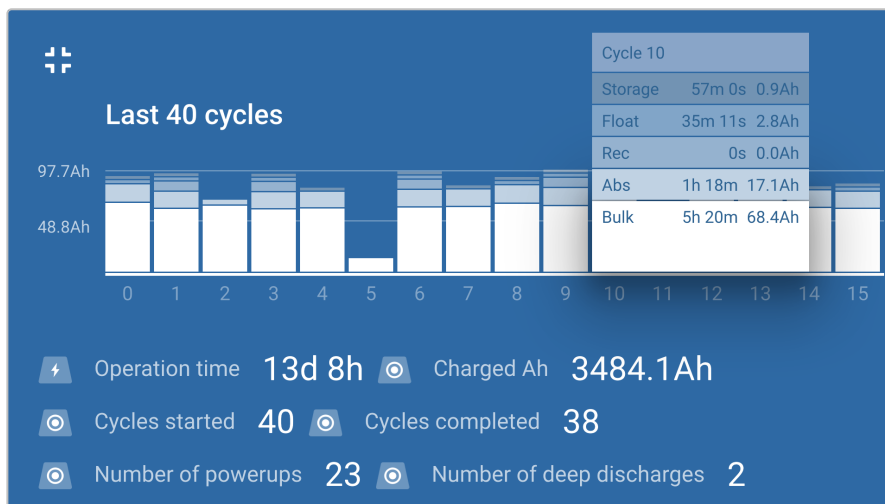 Last 40 cycles
97.7Ah
48.8Ah
Cycle 10
Storage 57m 0s 0.9Ah
Float 35m 11s 2.8Ah
Rec 0s 0.0Ah
Abs 1h 18m 17.1Ah
Bulk 5h 20m 68.4Ah
0 1 2 3 4 5 6 7 8 9 10 11 12 13 14 15
Operation time 13d 8h Charged Ah 3484.1Ah
Cycles started 40 Cycles completed 38
Number of powerups 23 Number of deep discharges 2